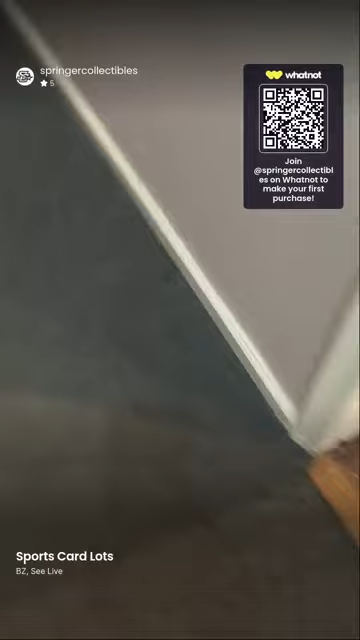 springercollectibles
5
whatnot
Join
@springercollectibl
es on Whatnot to
make your first
purchase!
Sports Card Lots
BZ, See Live